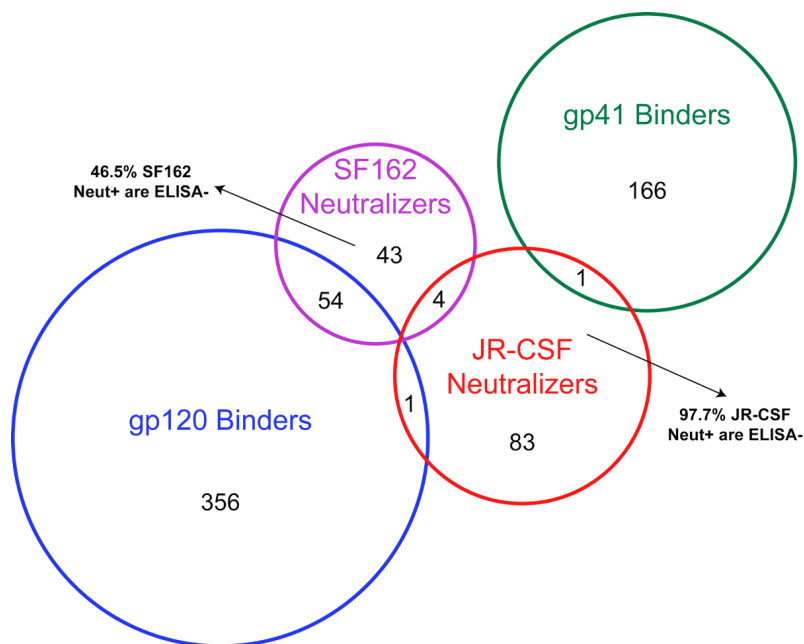 gp41 Binders
166
46.5% SF162
Neut+ are ELISA-
SF162
Neutralizers
43
54
4
1
JR-CSF
Neutralizers
1
83
97.7% JR-CSF
Neut+ are ELISA-
gp120 Binders
356